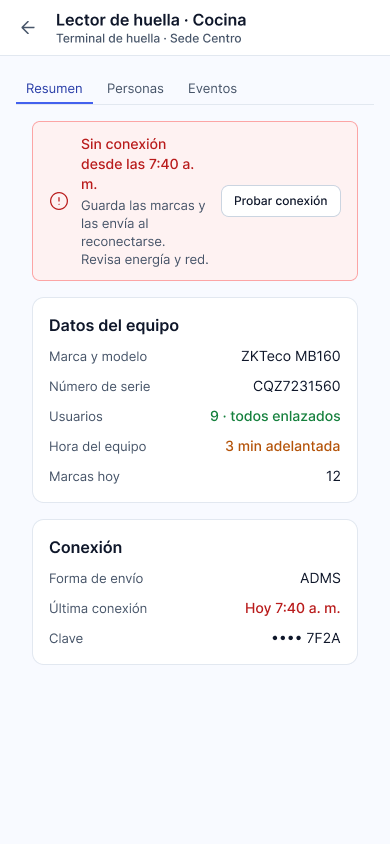 Lector de huella · Cocina
Terminal de huella · Sede Centro
Resumen
Personas
Eventos
Sin conexión
desde las 7:40 a.
m.
Guarda las marcas y
las envía al
reconectarse.
Revisa energía y red.
Probar conexión
Datos del equipo
Marca y modelo ZKTeco MB160
Número de serie CQZ7231560
Usuarios 9 · todos enlazados
Hora del equipo 3 min adelantada
Marcas hoy 12
Conexión
Forma de envío ADMS
Última conexión Hoy 7:40 a. m.
Clave •••• 7F2A